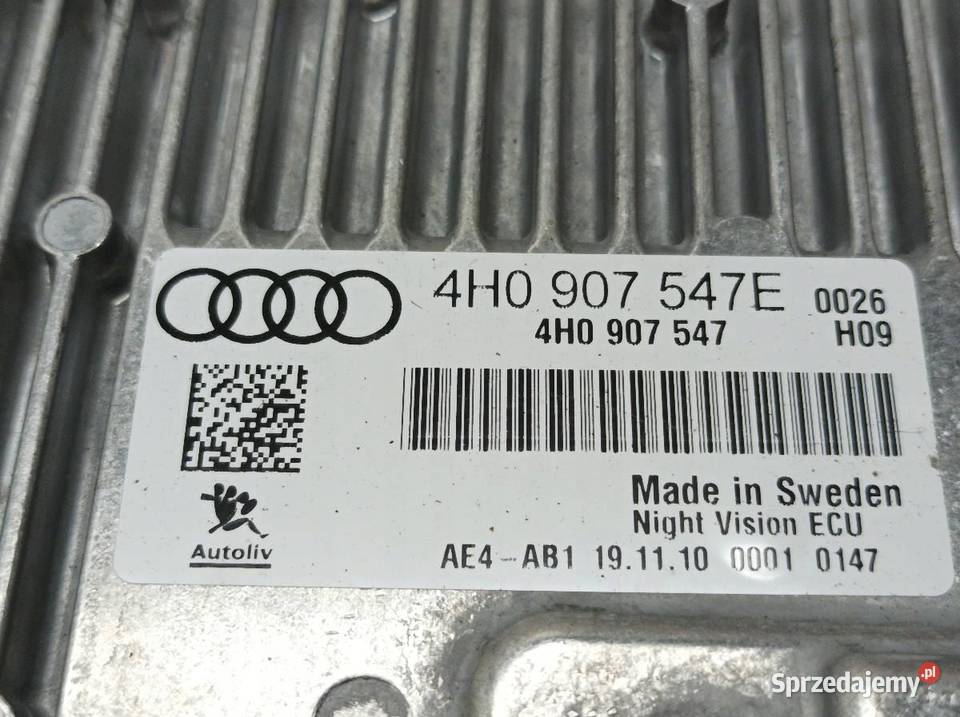 4H0 907 547E 0026
4H0 907 547 H09
Autoliv
Made in Sweden
Night Vision ECU
AE4-AB1 19.11.10 0001 0147
Sprzedajemy.pl